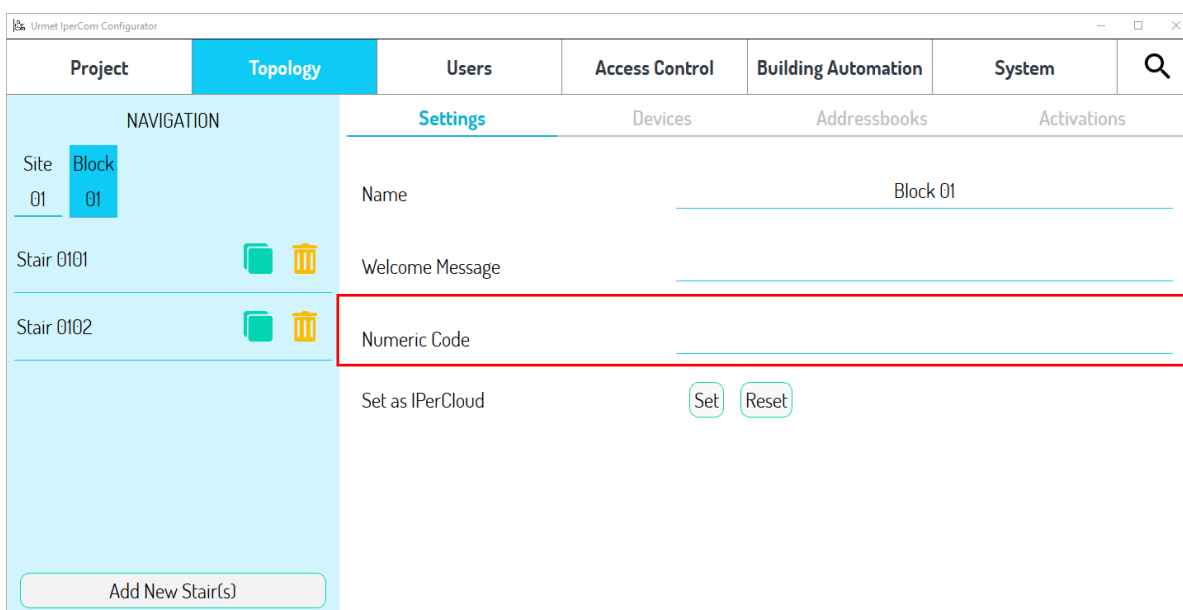 Urmet IperCom Configurator
Project Topology Users Access Control Building Automation System
NAVIGATION
Settings Devices Addressbooks Activations
Site Block
01 01
Name Block 01
Stair 0101
Welcome Message
Stair 0102
Numeric Code
Set as IPerCloud Set Reset
Add New Stair(s)